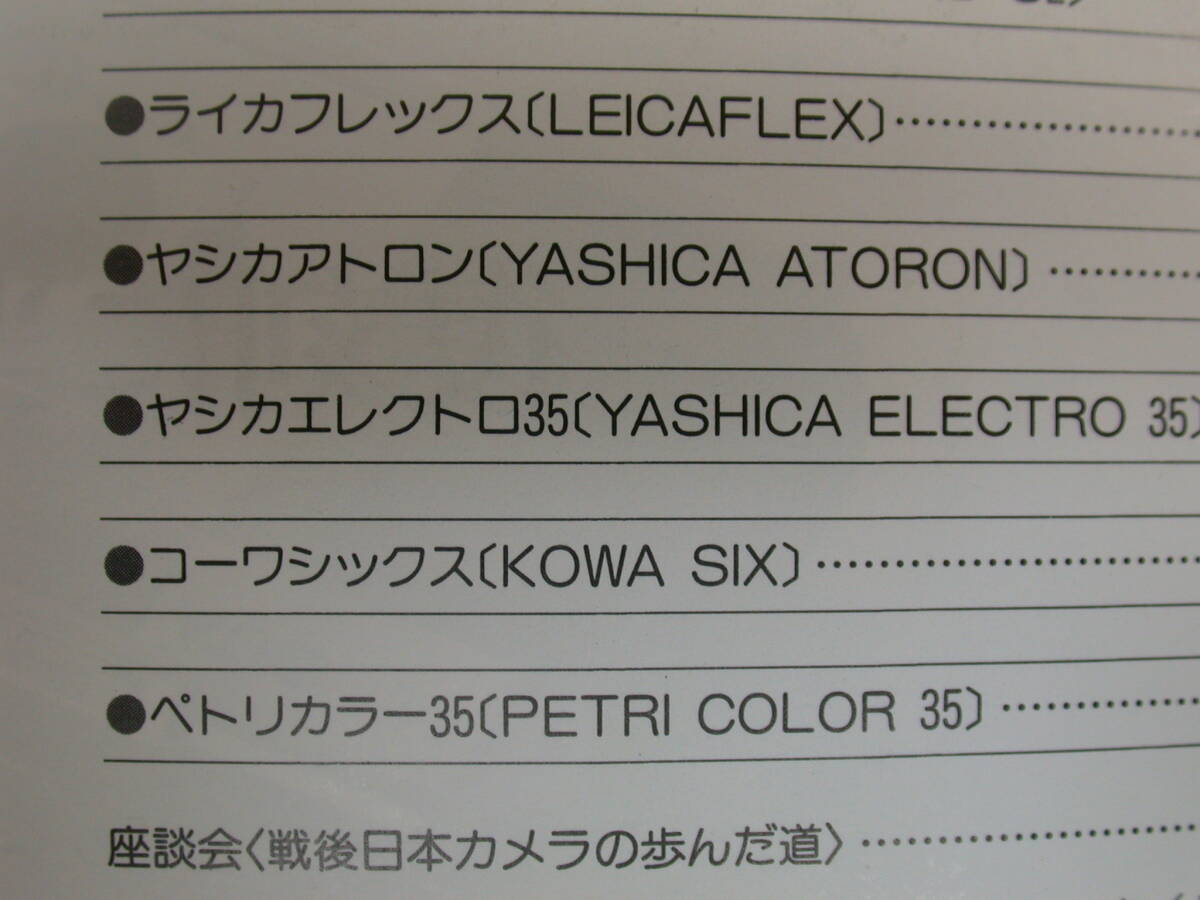 ●ライカフレックス〔LEICAFLEX〕……………………
●ヤシカアトロン〔YASHICA ATORON〕…………
●ヤシカエレクトロ35〔YASHICA ELECTRO 35〕
●コーワシックス〔KOWA SIX〕…………………………
●ペトリカラー35〔PETRI COLOR 35〕……………
座談会〈戦後日本カメラの歩んだ道〉………………………